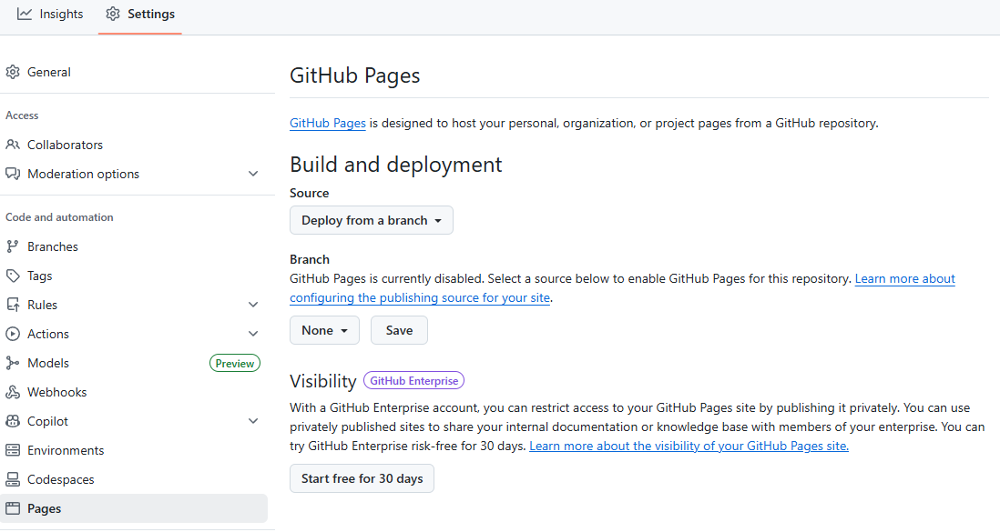 Insights
Settings
General
Access
Collaborators
Moderation options
Code and automation
Branches
Tags
Rules
Actions
Models
Preview
Webhooks
Copilot
Environments
Codespaces
Pages
GitHub Pages
GitHub Pages is designed to host your personal, organization, or project pages from a GitHub repository.
Build and deployment
Source
Deploy from a branch
Branch
GitHub Pages is currently disabled. Select a source below to enable GitHub Pages for this repository. Learn more about
configuring the publishing source for your site.
None
Save
Visibility
GitHub Enterprise
With a GitHub Enterprise account, you can restrict access to your GitHub Pages site by publishing it privately. You can use
privately published sites to share your internal documentation or knowledge base with members of your enterprise. You can
try GitHub Enterprise risk-free for 30 days. Learn more about the visibility of your GitHub Pages site.
Start free for 30 days